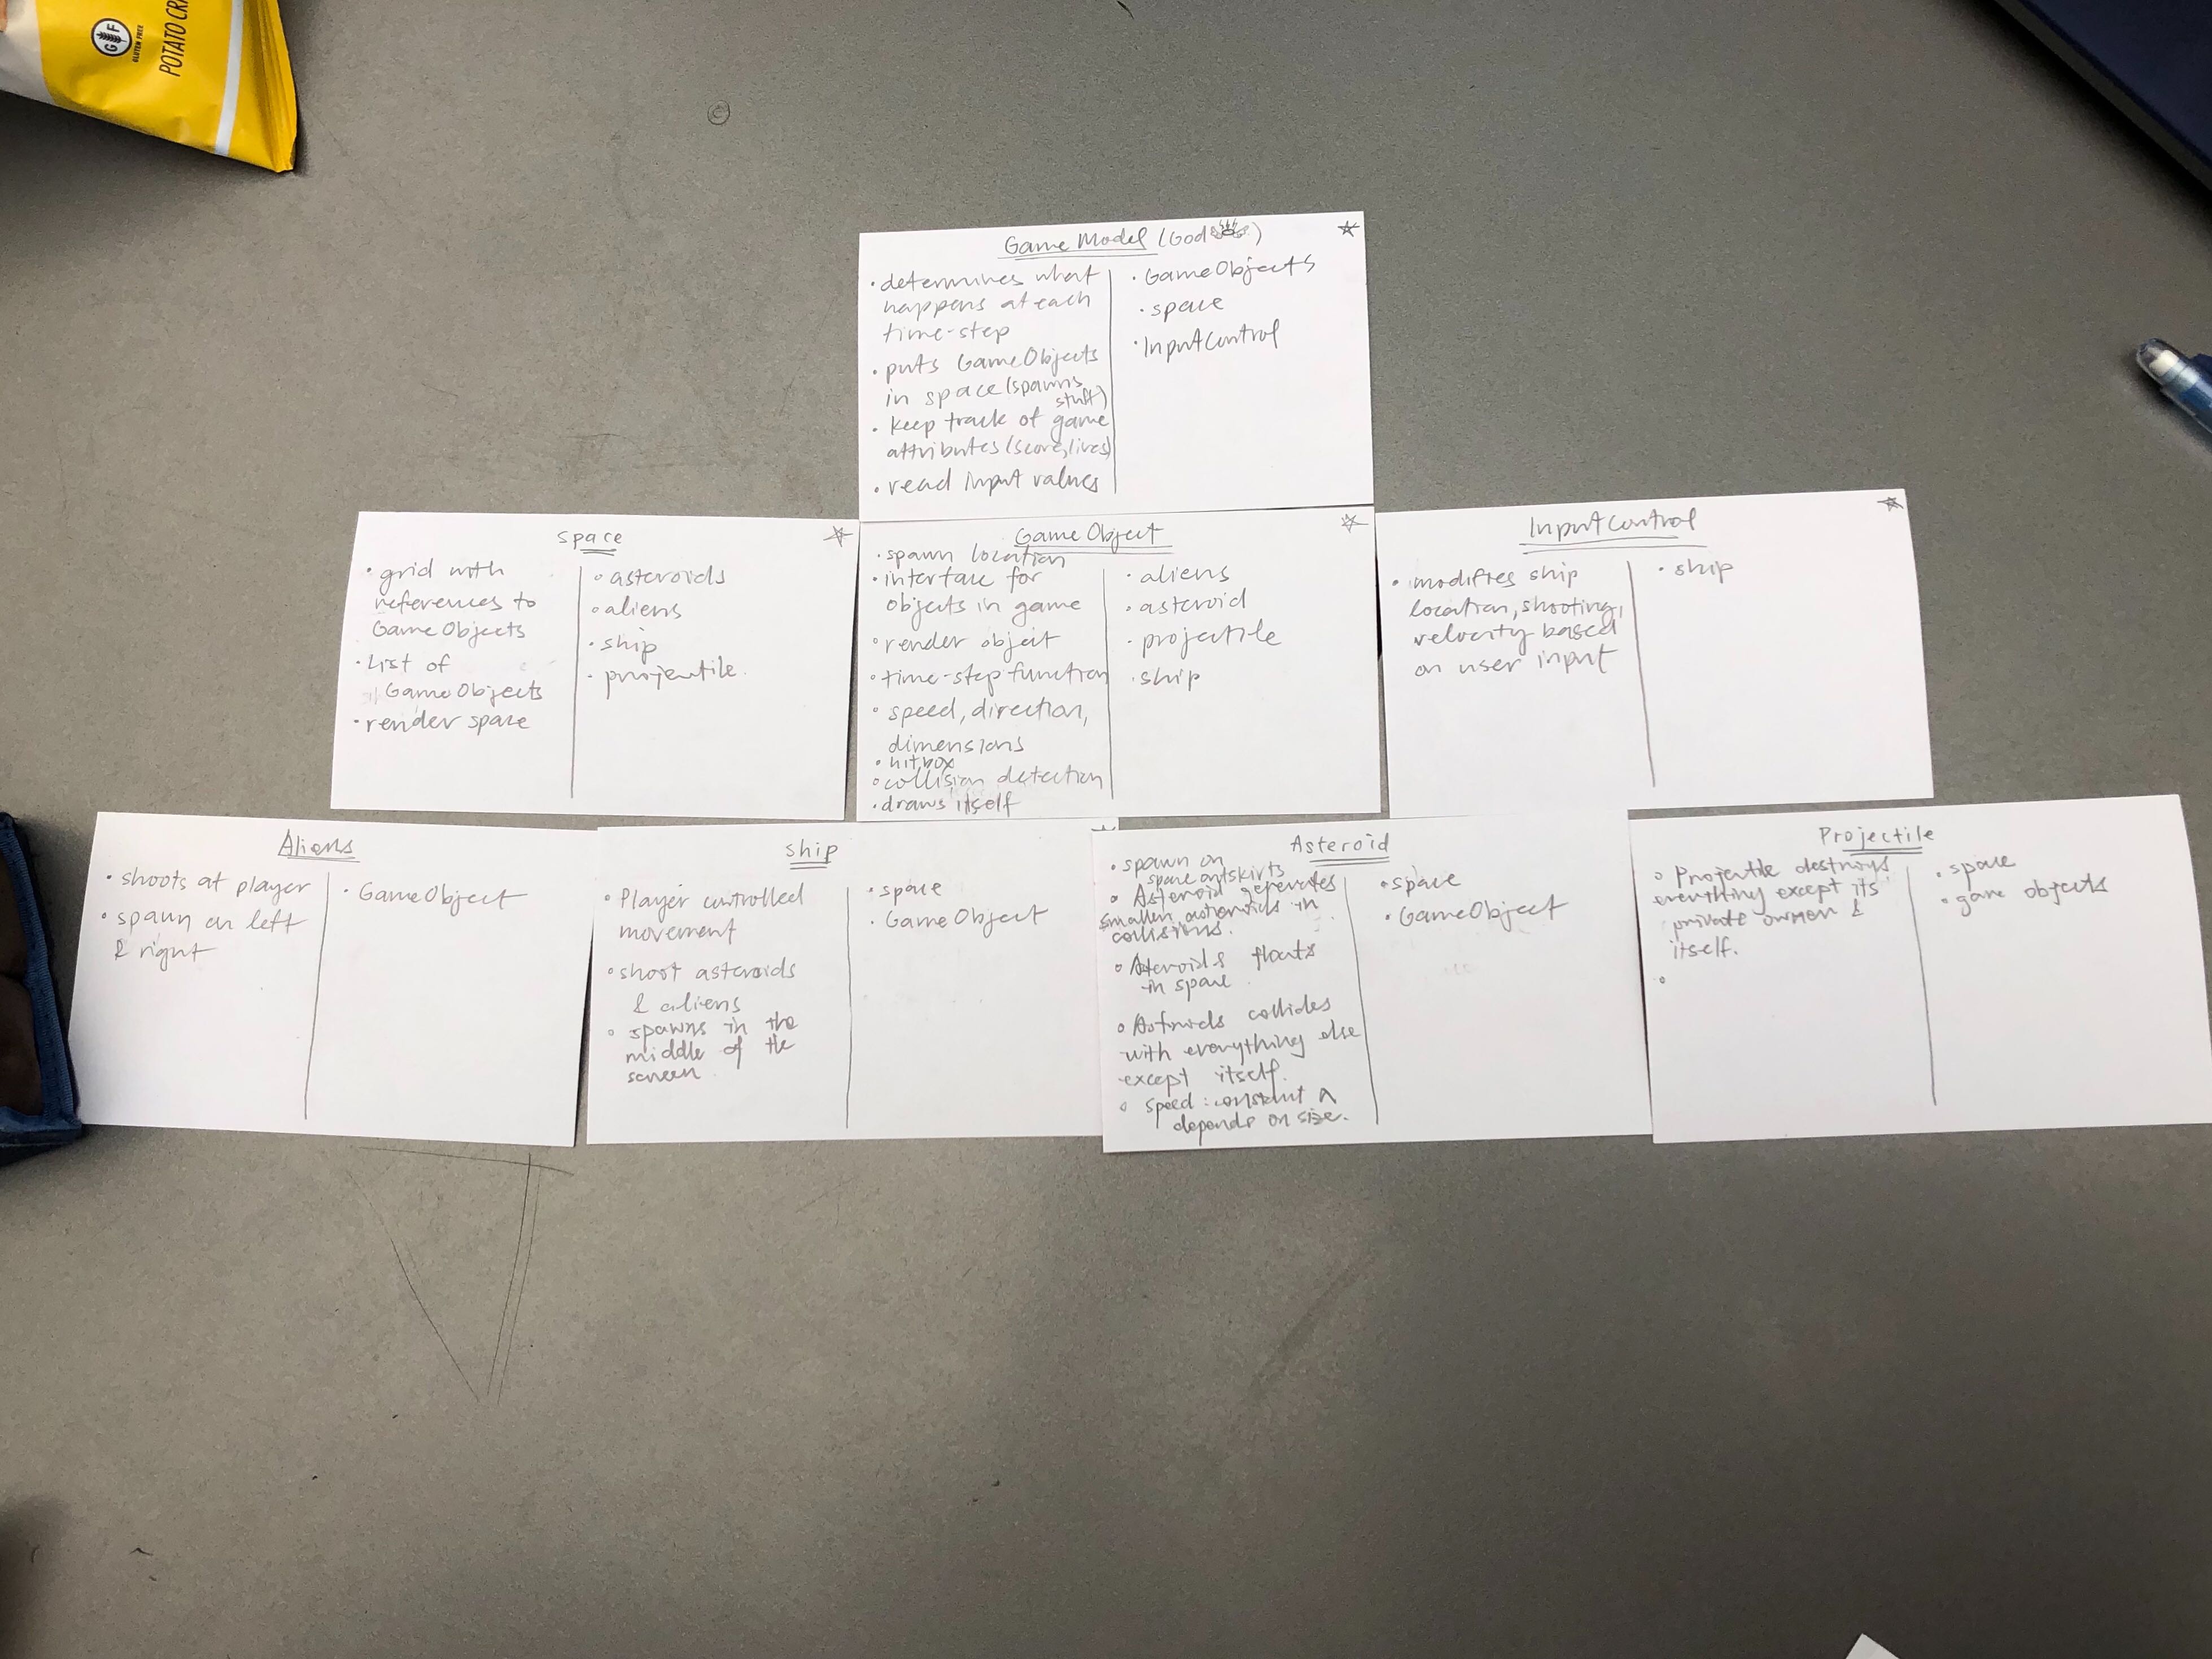 GF
GLUTEN FREE
POTATO CR
Game Model (God)
• determines what
happens at each
time-step
• puts GameObjects
in space (spawns
stuff)
• keep track of game
attributes (score, lives)
• read input values
• GameObjects
• space
• InputControl
space
• grid with
references to
GameObjects
• List of
GameObjects
• render space
• asteroids
• aliens
• ship
• projectile.
Game Object
• spawn location
• interface for
objects in game
• render object
• time-step function
• speed, direction,
dimensions
• hitbox
• collision detection
• draws itself
• aliens
• asteroid
• projectile
• ship
InputControl
• modifies ship
location, shooting,
velocity based
on user input
• ship
Aliens
• shoots at player
• spawn on left
& right
• GameObject
ship
• Player controlled
movement
• shoot asteroids
& aliens
• spawns in the
middle of the
screen.
• space
• GameObject
Asteroid
• spawn on
space outskirts
• Asteroid generates
smaller asteroids in
collisions.
• Asteroids floats
in space.
• collides
with everything else
except itself.
• speed: constant
depends on size.
• space
• GameObject
Projectile
• Projectile destroys
everything except its
private owner &
itself.
• space
• game objects